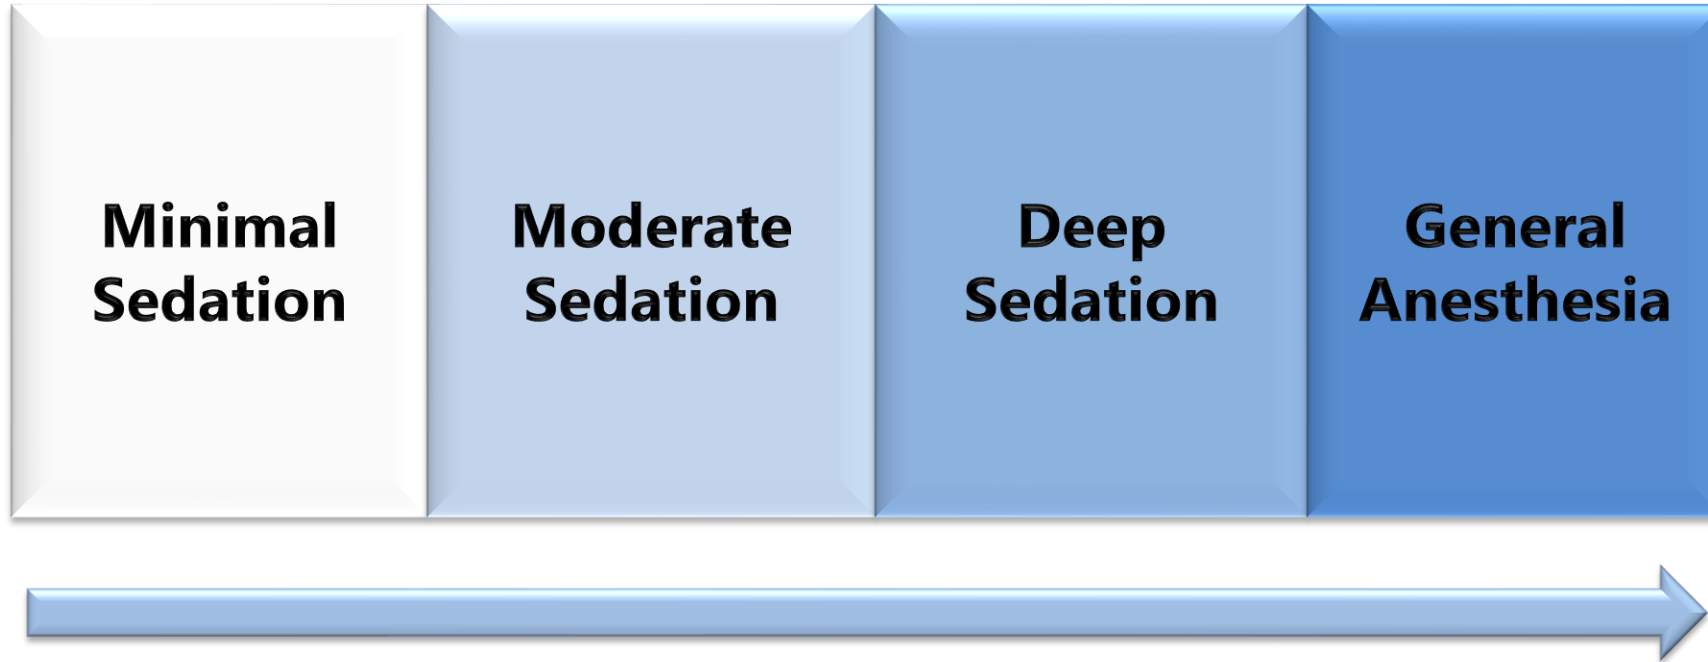 Minimal
Sedation
Moderate
Sedation
Deep
Sedation
General
Anesthesia